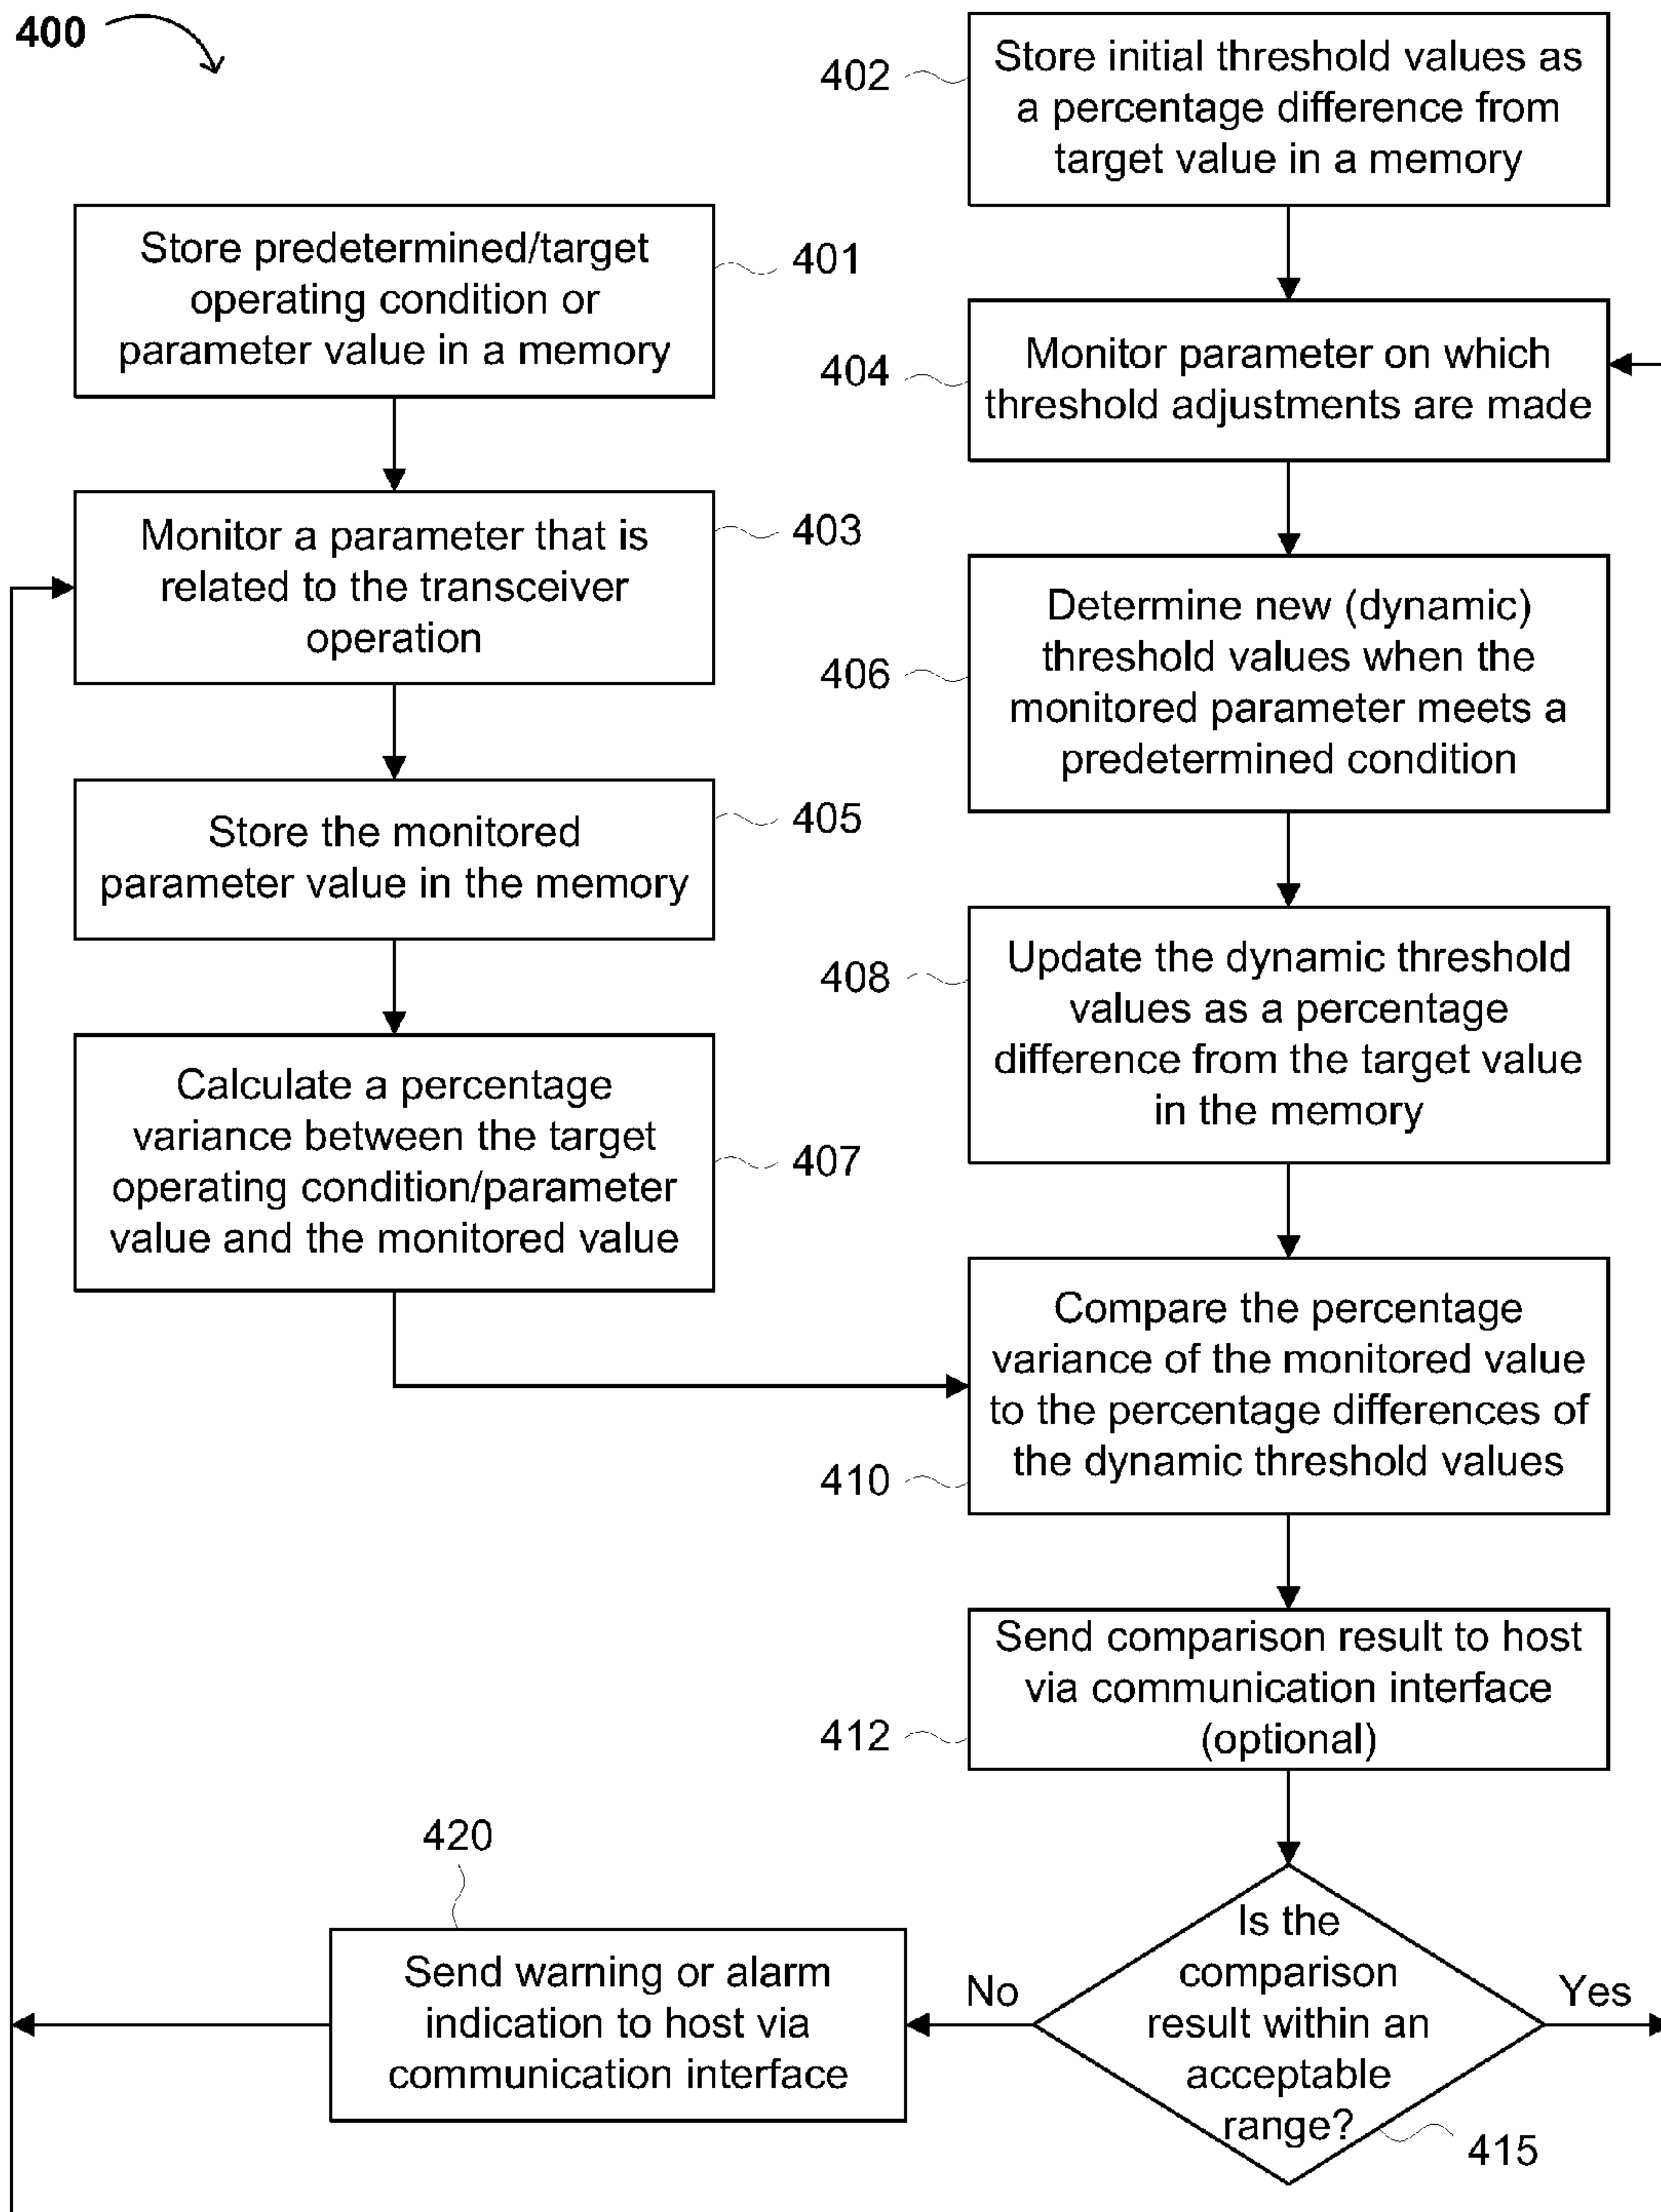 400
402
Store initial threshold values as
a percentage difference from
target value in a memory
Store predetermined/target
operating condition or
parameter value in a memory
401
404
Monitor parameter on which
threshold adjustments are made
Monitor a parameter that is
related to the transceiver
operation
403
406
Determine new (dynamic)
threshold values when the
monitored parameter meets a
predetermined condition
Store the monitored
parameter value in the memory
405
408
Update the dynamic threshold
values as a percentage
difference from the target value
in the memory
Calculate a percentage
variance between the target
operating condition/parameter
value and the monitored value
407
Compare the percentage
variance of the monitored value
to the percentage differences of
the dynamic threshold values
410
Send comparison result to host
via communication interface
(optional)
412
420
Send warning or alarm
indication to host via
communication interface
No
Is the
comparison
result within an
acceptable
range?
Yes
415